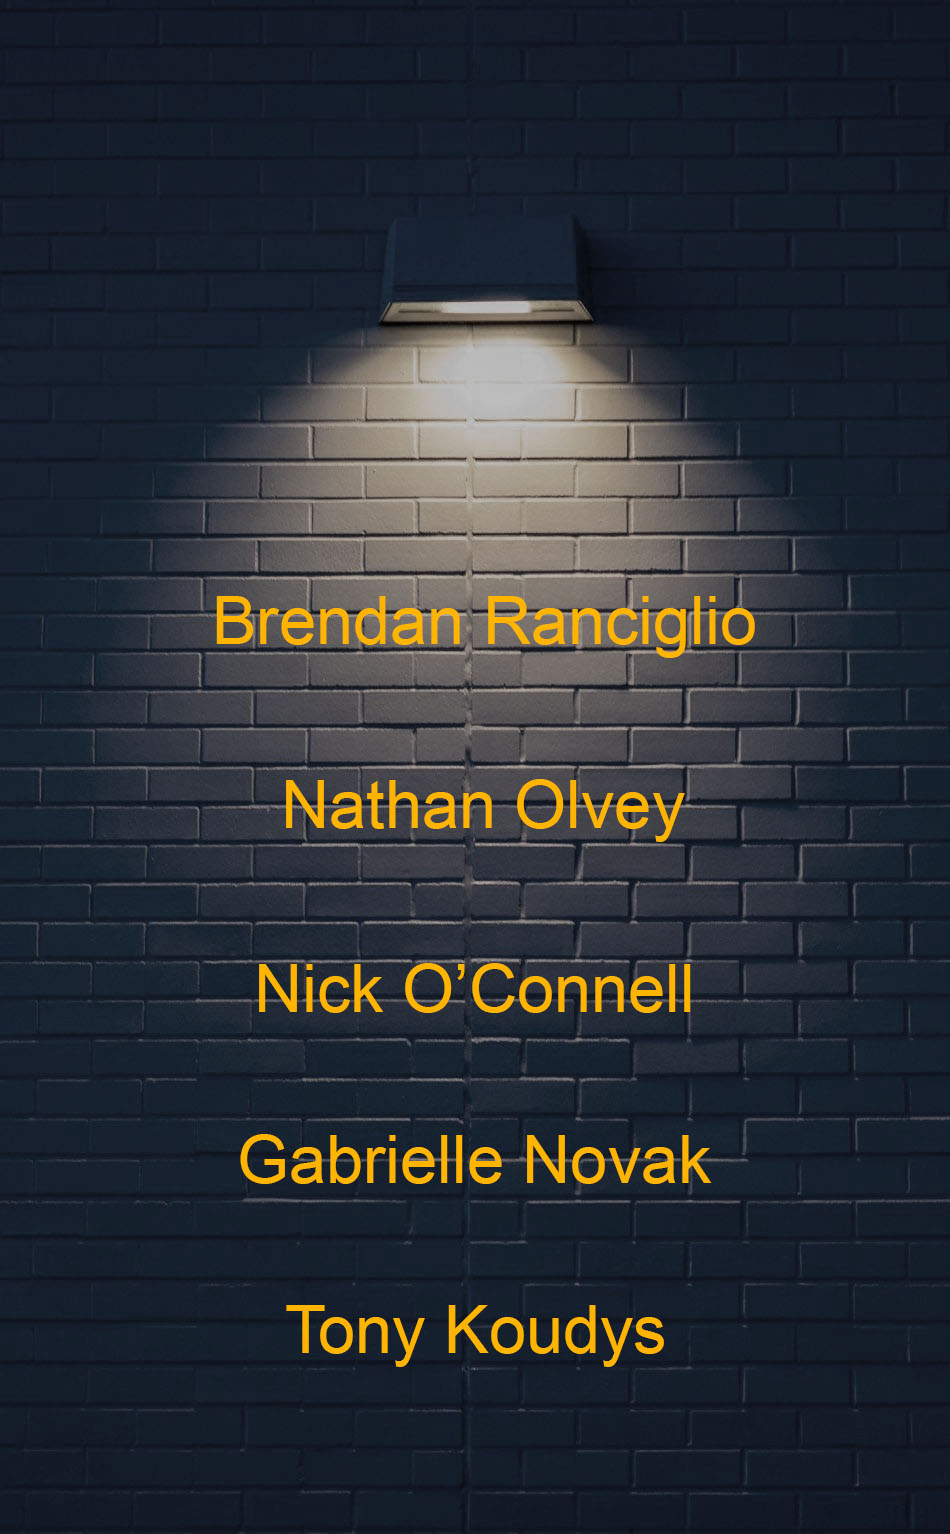 Brendan Ranciglio
Nathan Olvey
Nick O’Connell
Gabrielle Novak
Tony Koudys